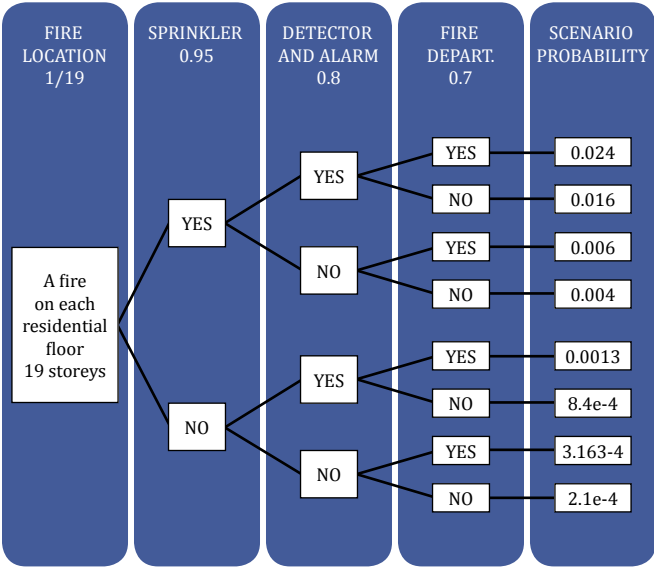 FIRE
LOCATION
1/19
SPRINKLER
0.95
DETECTOR
AND ALARM
0.8
FIRE
DEPART.
0.7
SCENARIO
PROBABILITY
A fire
on each
residential
floor
19 storeys
YES
NO
YES
NO
YES
NO
YES
NO
YES
NO
YES
NO
YES
NO
0.024
0.016
0.006
0.004
0.0013
8.4e-4
3.163-4
2.1e-4